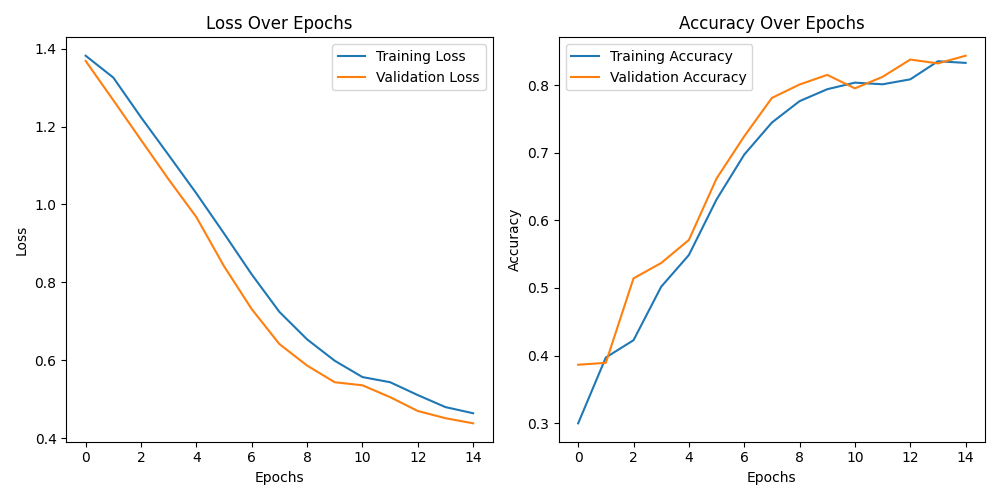 Loss Over Epochs
Training Loss
Validation Loss
1.4
1.2
1.0
0.8
0.6
0.4
Loss
0 2 4 6 8 10 12 14
Epochs
Accuracy Over Epochs
Training Accuracy
Validation Accuracy
0.8
0.7
0.6
0.5
0.4
0.3
Accuracy
0 2 4 6 8 10 12 14
Epochs